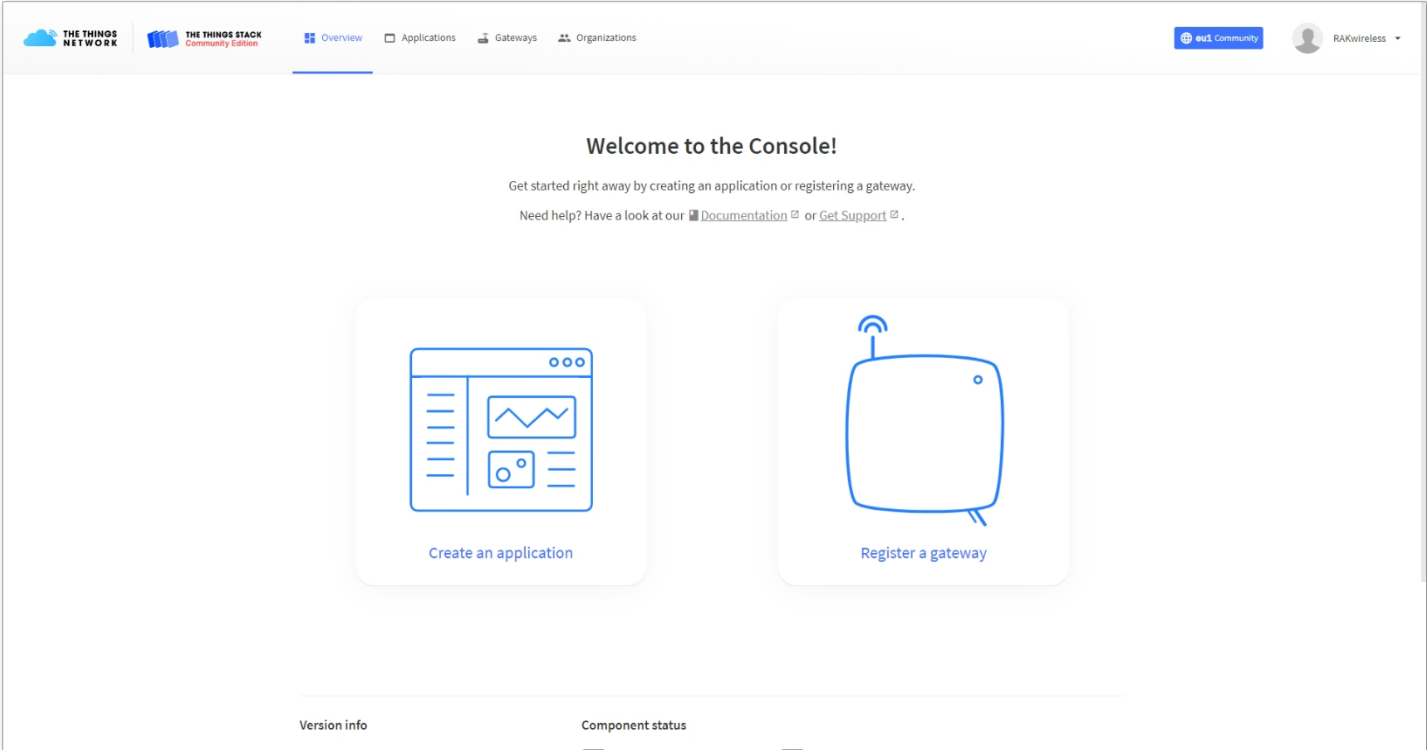 THE THINGS NETWORK
THE THINGS STACK
Community Edition
Overview
Applications
Gateways
Organizations
eu1 Community
RAKwireless
Welcome to the Console!
Get started right away by creating an application or registering a gateway.
Need help? Have a look at our Documentation or Get Support .
Create an application
Register a gateway
Version info
Component status